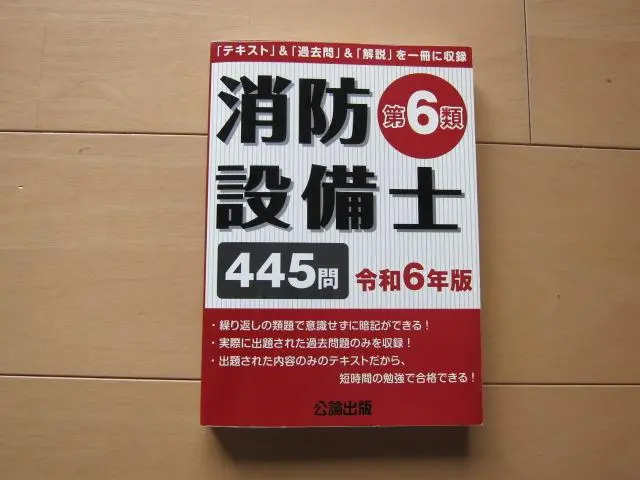 「テキスト」&「過去問」&「解説」を一冊に収録
消防
第6類
設備士
445問
令和6年版
・繰り返しの類題で意識せずに暗記ができる！
・実際に出題された過去問題のみを収録！
・出題された内容のみのテキストだから、
短時間の勉強で合格できる！
公論出版